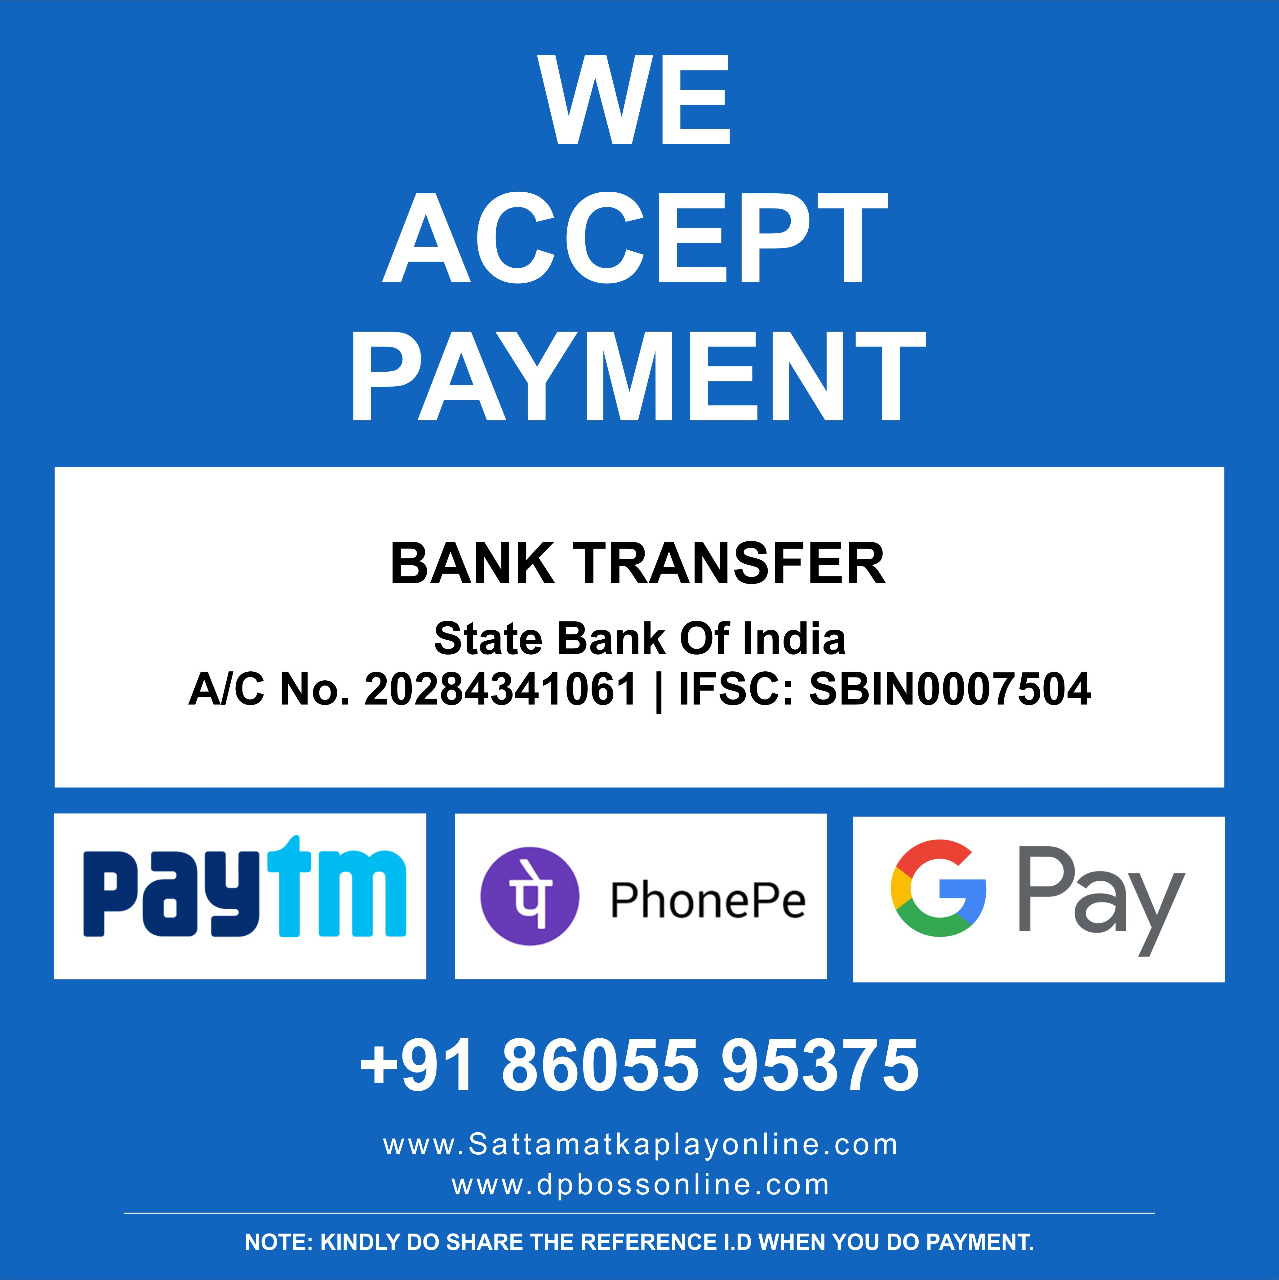 WE
ACCEPT
PAYMENT
BANK TRANSFER
State Bank Of India
A/C No. 20284341061 | IFSC: SBIN0007504
paytm
पे PhonePe
G Pay
+91 86055 95375
www.Sattamatkaplayonline.com
www.dpbossonline.com
NOTE: KINDLY DO SHARE THE REFERENCE I.D WHEN YOU DO PAYMENT.